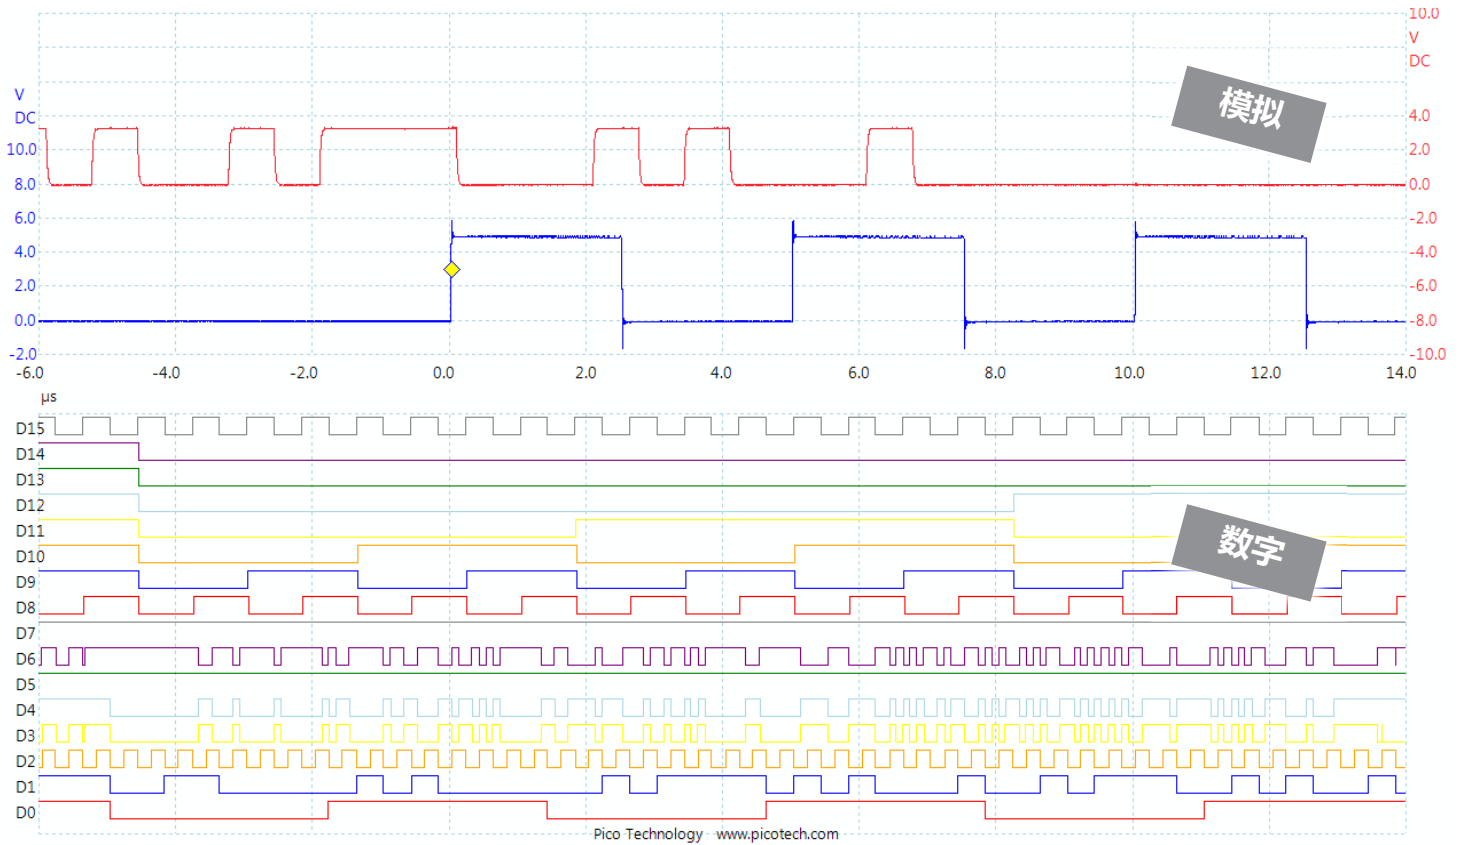 10.0
V
DC
V
DC
模拟
4.0
10.0
2.0
8.0
0.0
6.0
-2.0
4.0
-4.0
2.0
-6.0
0.0
-8.0
-2.0
-10.0
-6.0 -4.0 -2.0 0.0 2.0 4.0 6.0 8.0 10.0 12.0 14.0
µs
D15
D14
D13
D12
D11
数字
D10
D9
D8
D7
D6
D5
D4
D3
D2
D1
D0
Pico Technology www.picotech.com